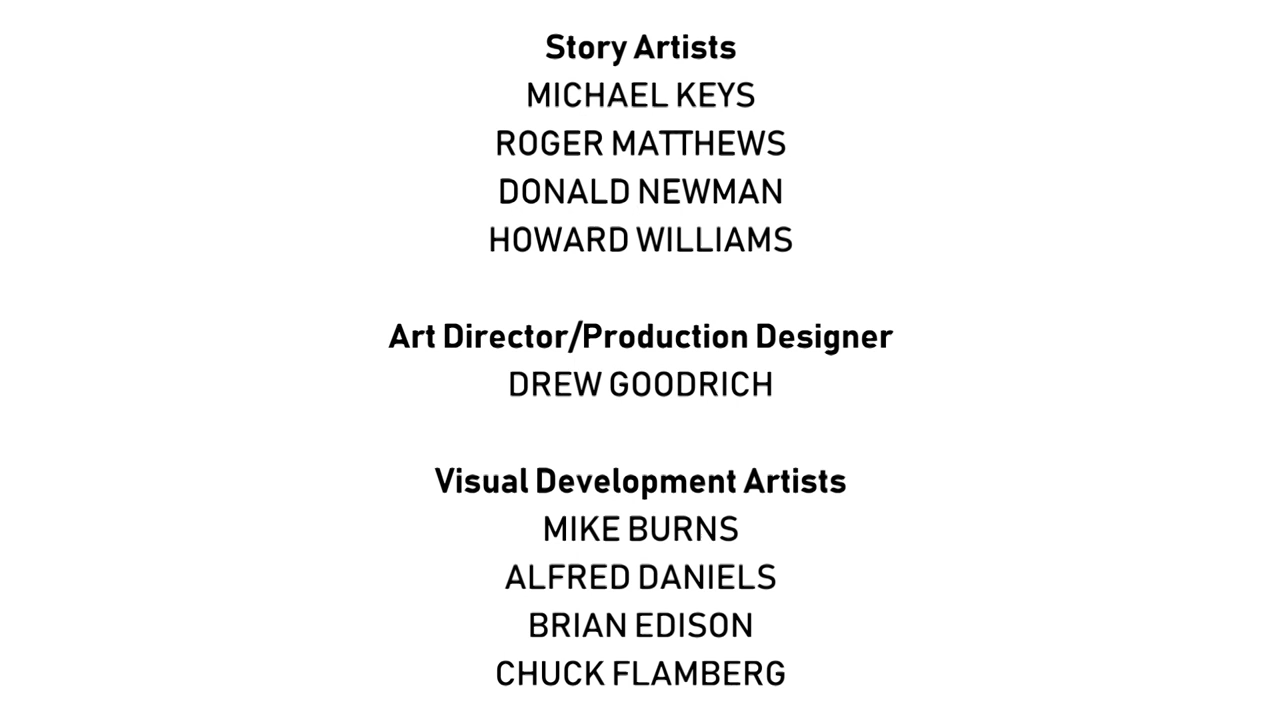 Story Artists
MICHAEL KEYS
ROGER MATTHEWS
DONALD NEWMAN
HOWARD WILLIAMS
Art Director/Production Designer
DREW GOODRICH
Visual Development Artists
MIKE BURNS
ALFRED DANIELS
BRIAN EDISON
CHUCK FLAMBERG